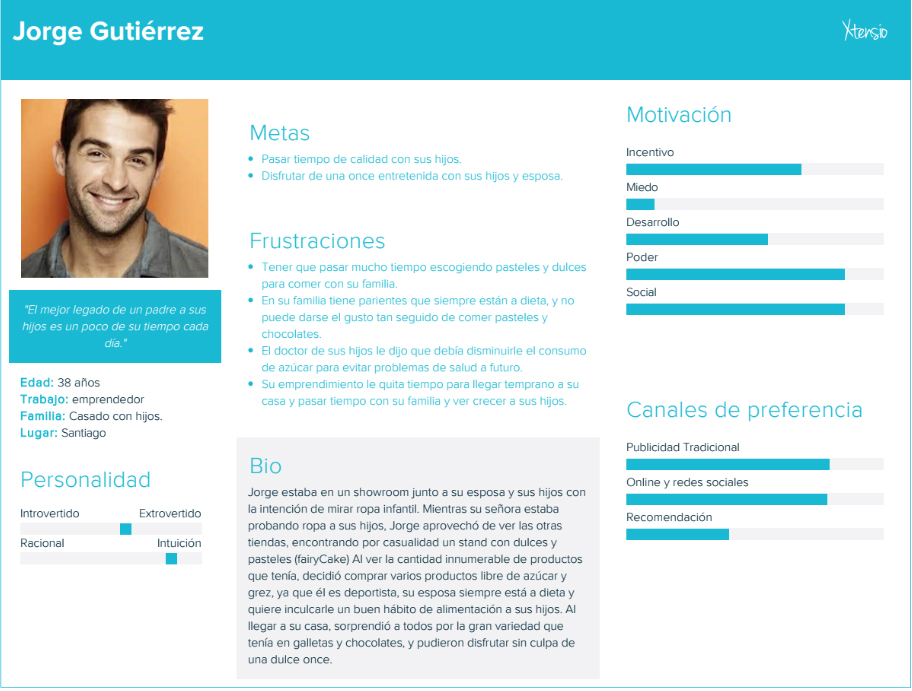 Jorge Gutiérrez
Xtensio
"El mejor legado de un padre a sus
hijos es un poco de su tiempo cada
día."
Edad: 38 años
Trabajo: emprendedor
Familia: Casado con hijos.
Lugar: Santiago
Personalidad
Introvertido Extrovertido
Racional Intuición
Metas
Pasar tiempo de calidad con sus hijos.
Disfrutar de una once entretenida con sus hijos y esposa.
Frustraciones
Tener que pasar mucho tiempo escogiendo pasteles y dulces
para comer con su familia.
En su familia tiene parientes que siempre están a dieta, y no
puede darse el gusto tan seguido de comer pasteles y
chocolates.
El doctor de sus hijos le dijo que debía disminuirle el consumo
de azúcar para evitar problemas de salud a futuro.
Su emprendimiento le quita tiempo para llegar temprano a su
casa y pasar tiempo con su familia y ver crecer a sus hijos.
Bio
Jorge estaba en un showroom junto a su esposa y sus hijos con
la intención de mirar ropa infantil. Mientras su señora estaba
probando ropa a sus hijos, Jorge aprovechó de ver las otras
tiendas, encontrando por casualidad un stand con dulces y
pasteles (fairyCake) Al ver la cantidad innumerable de productos
que tenía, decidió comprar varios productos libre de azúcar y
grez, ya que él es deportista, su esposa siempre está a dieta y
quiere inculcarle un buen hábito de alimentación a sus hijos. Al
llegar a su casa, sorprendió a todos por la gran variedad que
tenía en galletas y chocolates, y pudieron disfrutar sin culpa de
una dulce once.
Motivación
Incentivo
Miedo
Desarrollo
Poder
Social
Canales de preferencia
Publicidad Tradicional
Online y redes sociales
Recomendación